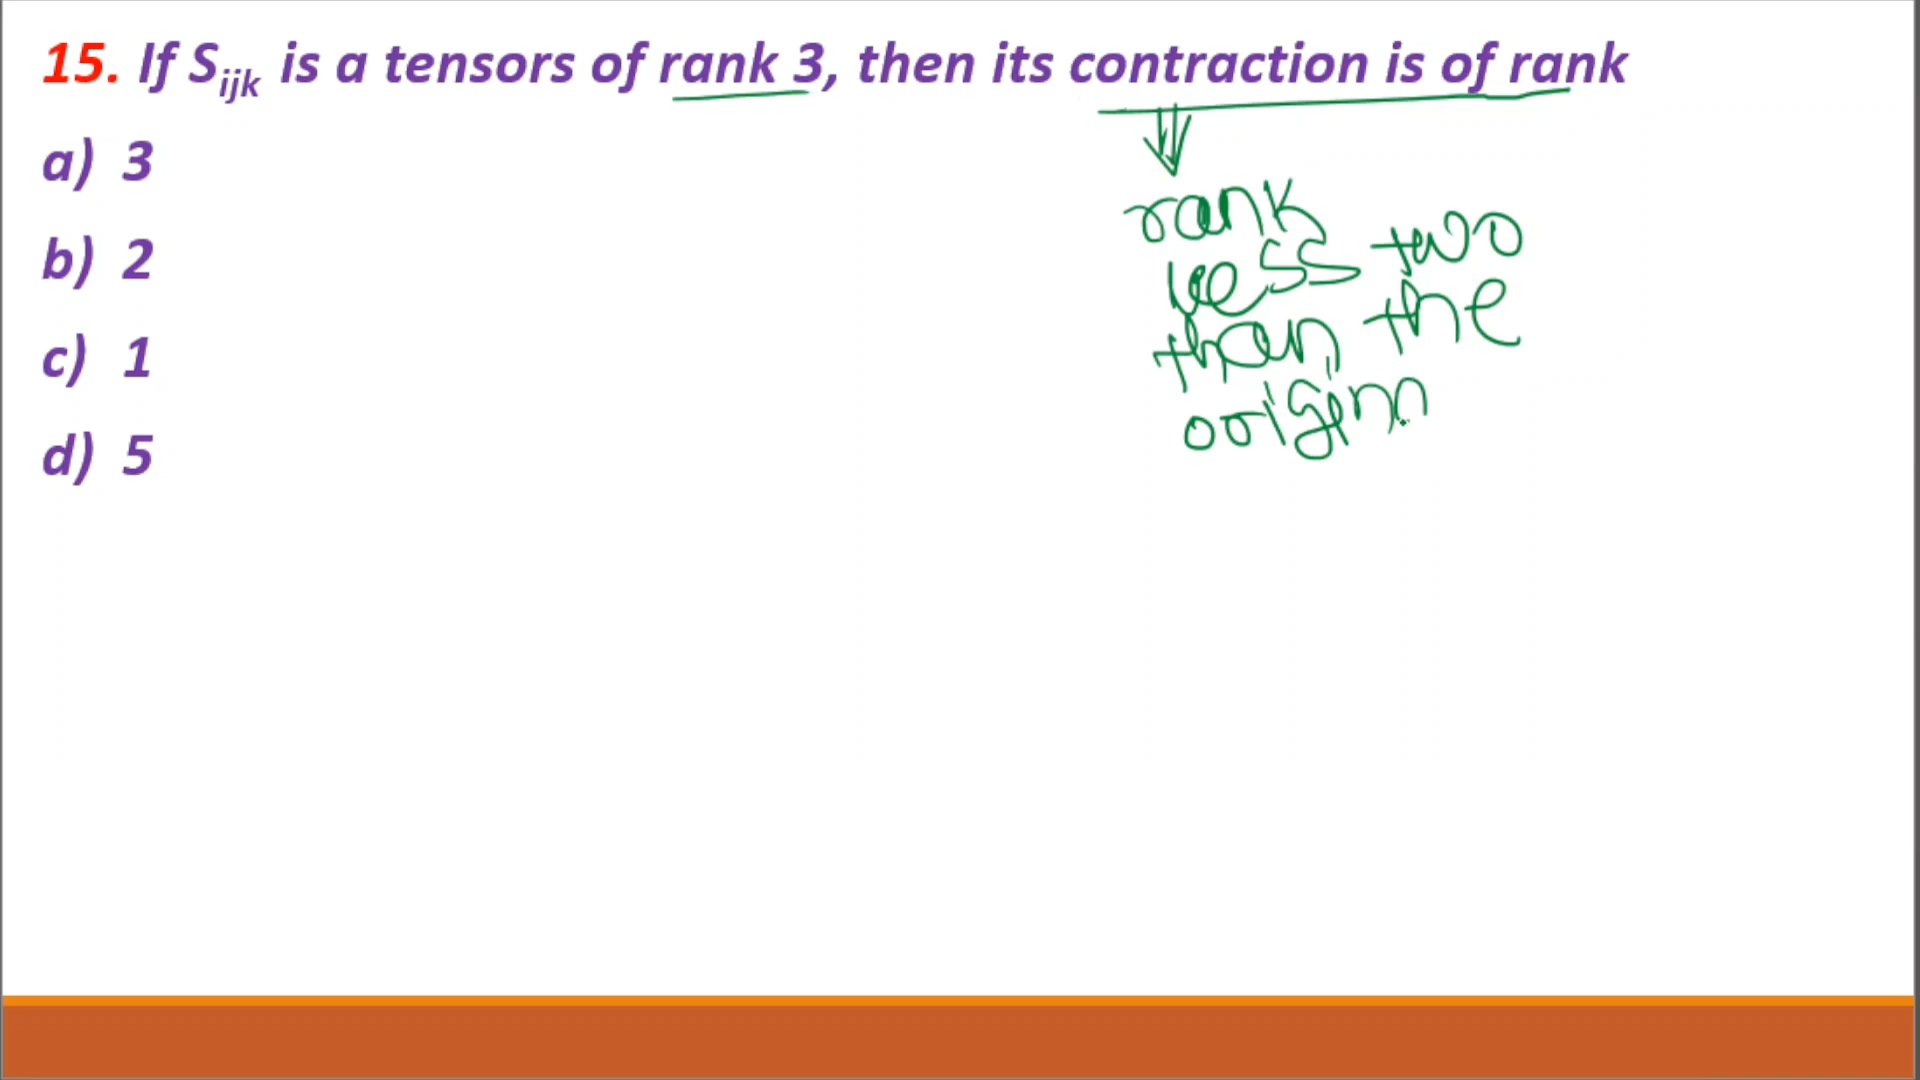 15. If Sijk is a tensors of rank 3, then its contraction is of rank
a) 3
b) 2
c) 1
d) 5
rank
less two
than the
origin